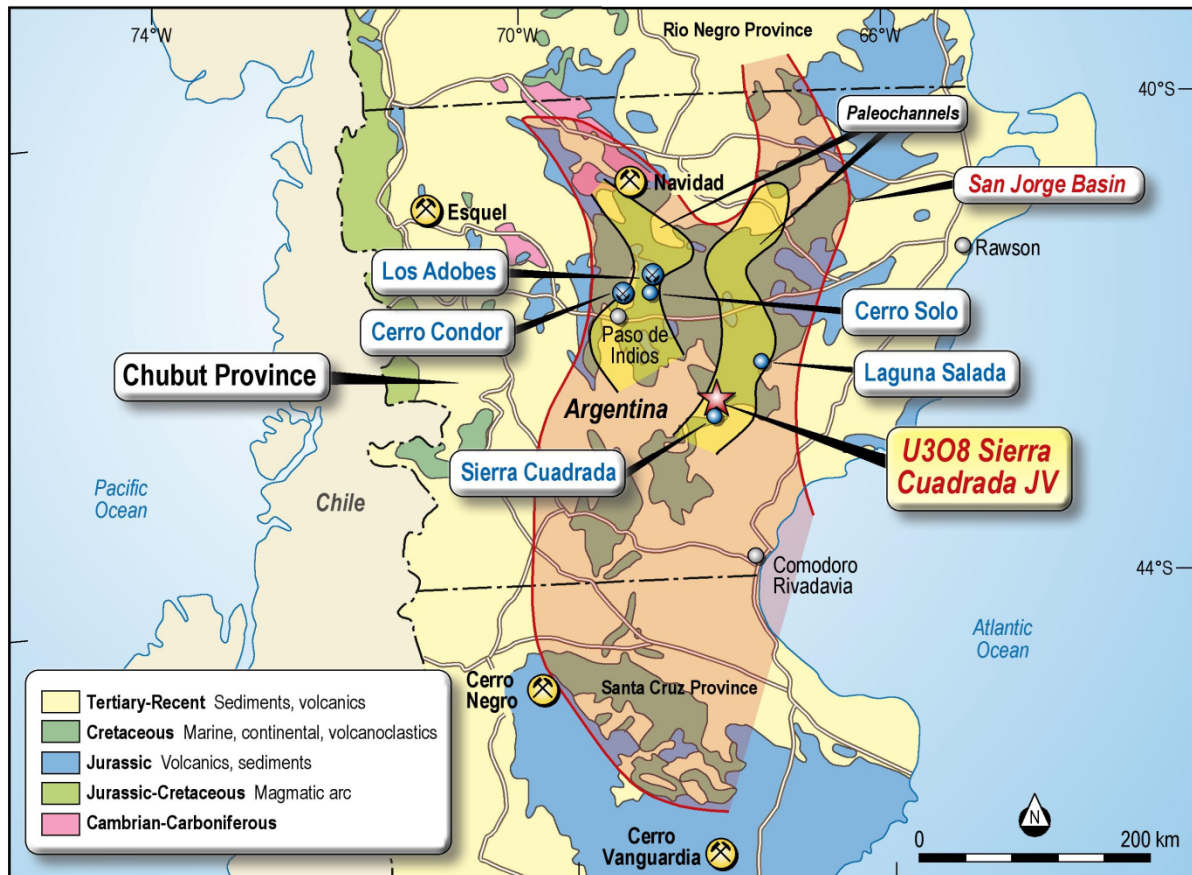 74°W
70°W
66°W
Rio Negro Province
40°S
Paleochannels
San Jorge Basin
Navidad
Esquel
Rawson
Los Adobes
Cerro Condor
Cerro Solo
Paso de
Indios
Laguna Salada
Chubut Province
Argentina
U3O8 Sierra
Cuadrada JV
Sierra Cuadrada
Pacific
Ocean
Chile
Comodoro
Rivadavia
44°S
Atlantic
Ocean
Cerro
Negro
Santa Cruz Province
Tertiary-Recent Sediments, volcanics
Cretaceous Marine, continental, volcanoclastics
Jurassic Volcanics, sediments
Jurassic-Cretaceous Magmatic arc
Cambrian-Carboniferous
Cerro
Vanguardia
N
0 200 km